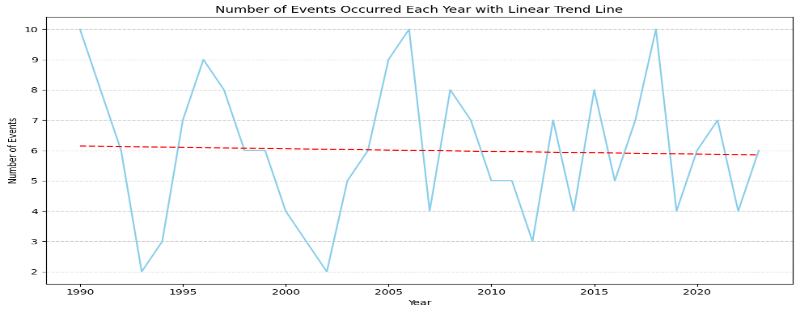 Number of Events Occurred Each Year with Linear Trend Line
10
9
8
7
6
5
4
3
2
Number of Events
1990 1995 2000 2005 2010 2015 2020
Year